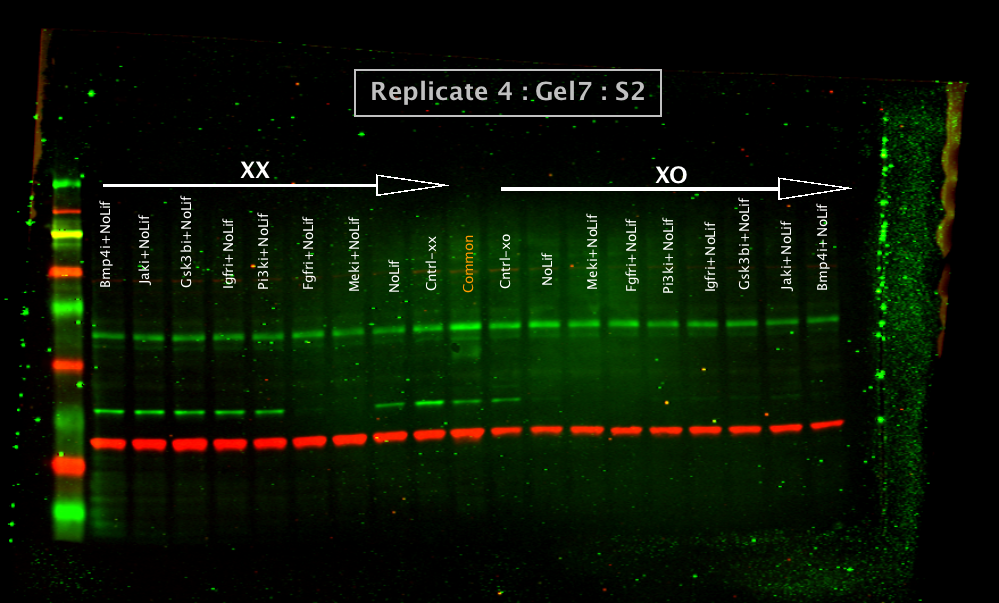 Replicate 4 : Gel7 : S2
XX
XO
Bmp4i+NoLif
Jaki+NoLif
Gsk3bi+NoLif
Igfri+NoLif
Pi3ki+NoLif
Fgfri+NoLif
Meki+NoLif
NoLif
Cntrl-xx
Common
Cntrl-xo
NoLif
Meki+NoLif
Fgfri+NoLif
Pi3ki+NoLif
Igfri+NoLif
Gsk3bi+NoLif
Jaki+NoLif
Bmp4i+NoLif